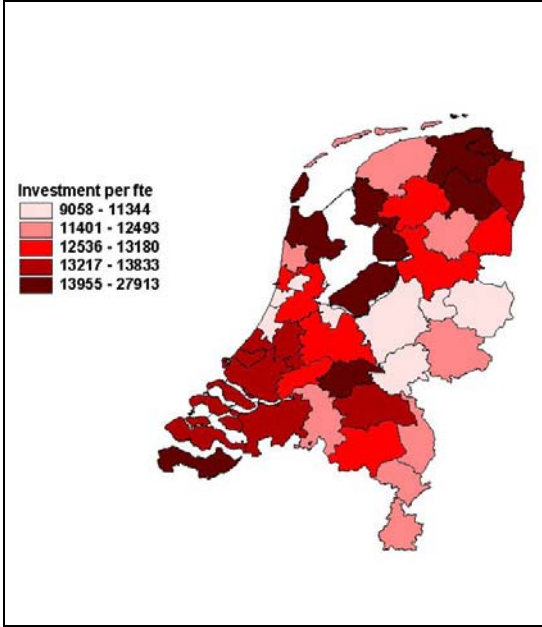 Investment per fte
9058 - 11344
11401 - 12493
12536 - 13180
13217 - 13833
13955 - 27913